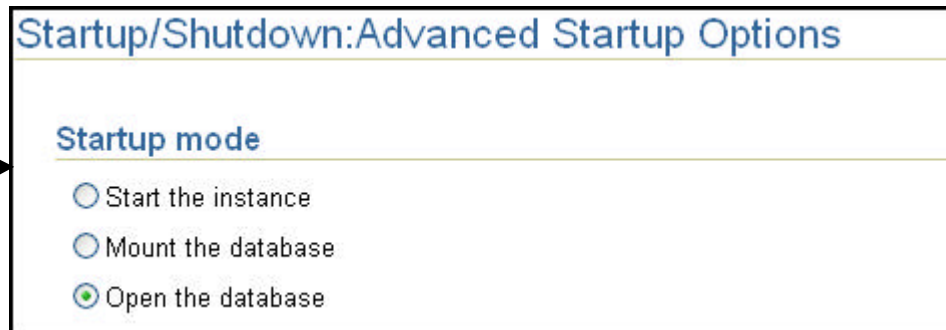 Startup/Shutdown:Advanced Startup Options
Startup mode
Start the instance
Mount the database
Open the database